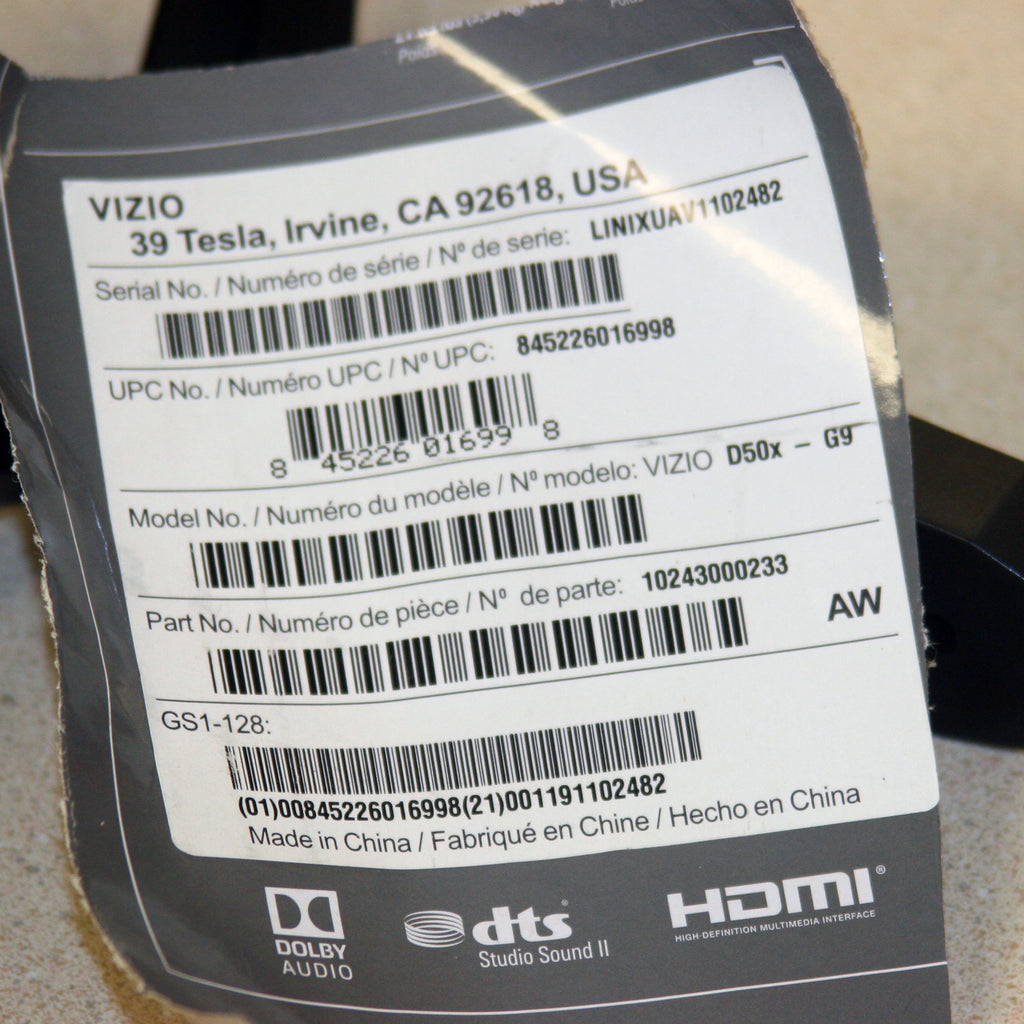 Poids
VIZIO
39 Tesla, Irvine, CA 92618, USA
Serial No. / Numéro de série / Nº de serie: LINIXUAV1102482
UPC No. / Numéro UPC / Nº UPC: 845226016998
8 45226 01699 8
Model No. / Numéro du modèle / Nº modelo: VIZIO D50x - G9
Part No. / Numéro de pièce / Nº de parte: 10243000233
AW
GS1-128:
(01)00845226016998(21)001191102482
Made in China / Fabriqué en Chine / Hecho en China
DOLBY
AUDIO
dts®
Studio Sound II
HDMI®
HIGH-DEFINITION MULTIMEDIA INTERFACE